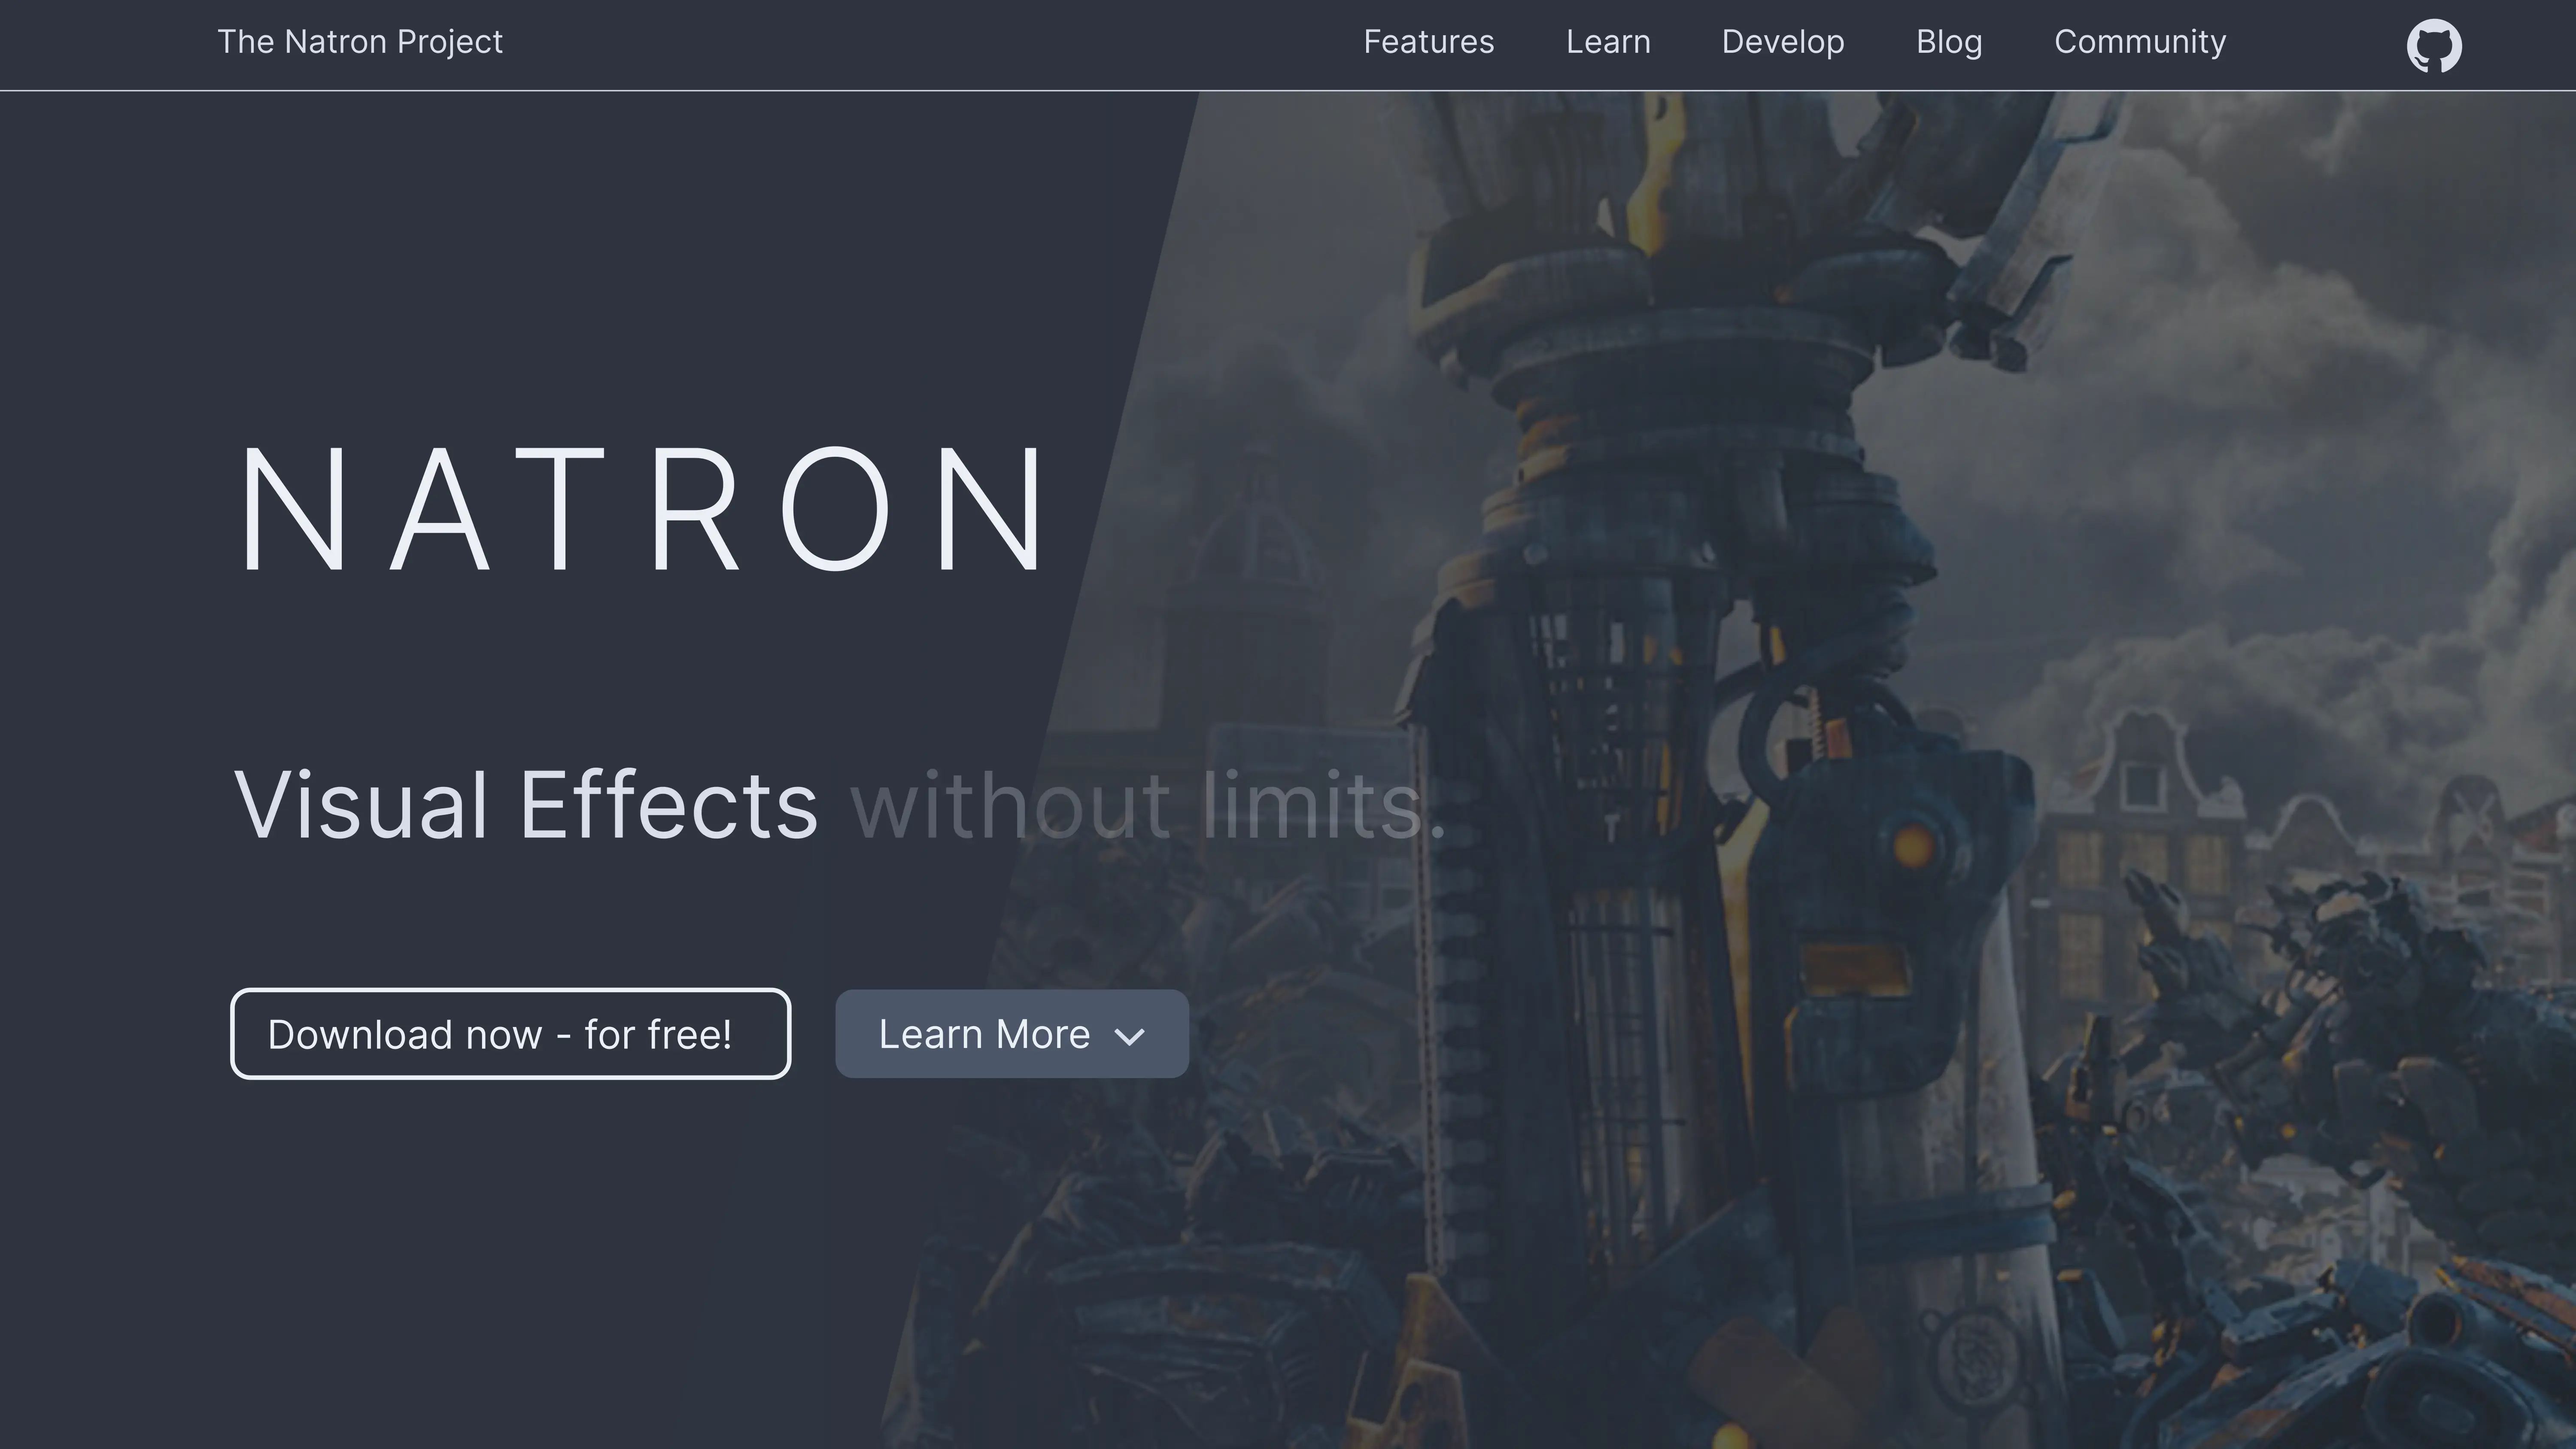 The Natron Project
Features Learn Develop Blog Community
NATRON
Visual Effects without limits.
Download now - for free!
Learn More